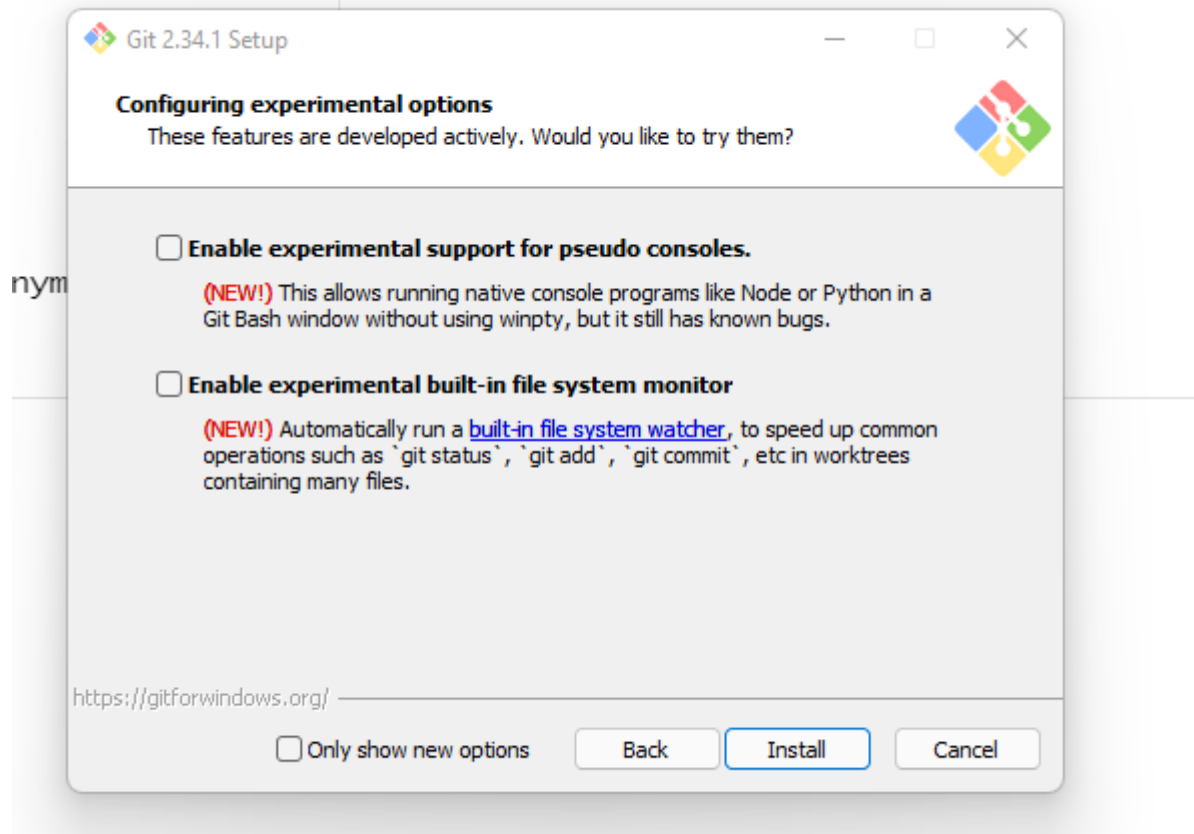 Git 2.34.1 Setup
Configuring experimental options
These features are developed actively. Would you like to try them?
Enable experimental support for pseudo consoles.
nym
(NEW!) This allows running native console programs like Node or Python in a
Git Bash window without using winpty, but it still has known bugs.
Enable experimental built-in file system monitor
(NEW!) Automatically run a built-in file system watcher, to speed up common
operations such as `git status`, `git add`, `git commit`, etc in worktrees
containing many files.
https://gitforwindows.org/
Only show new options
Back
Install
Cancel